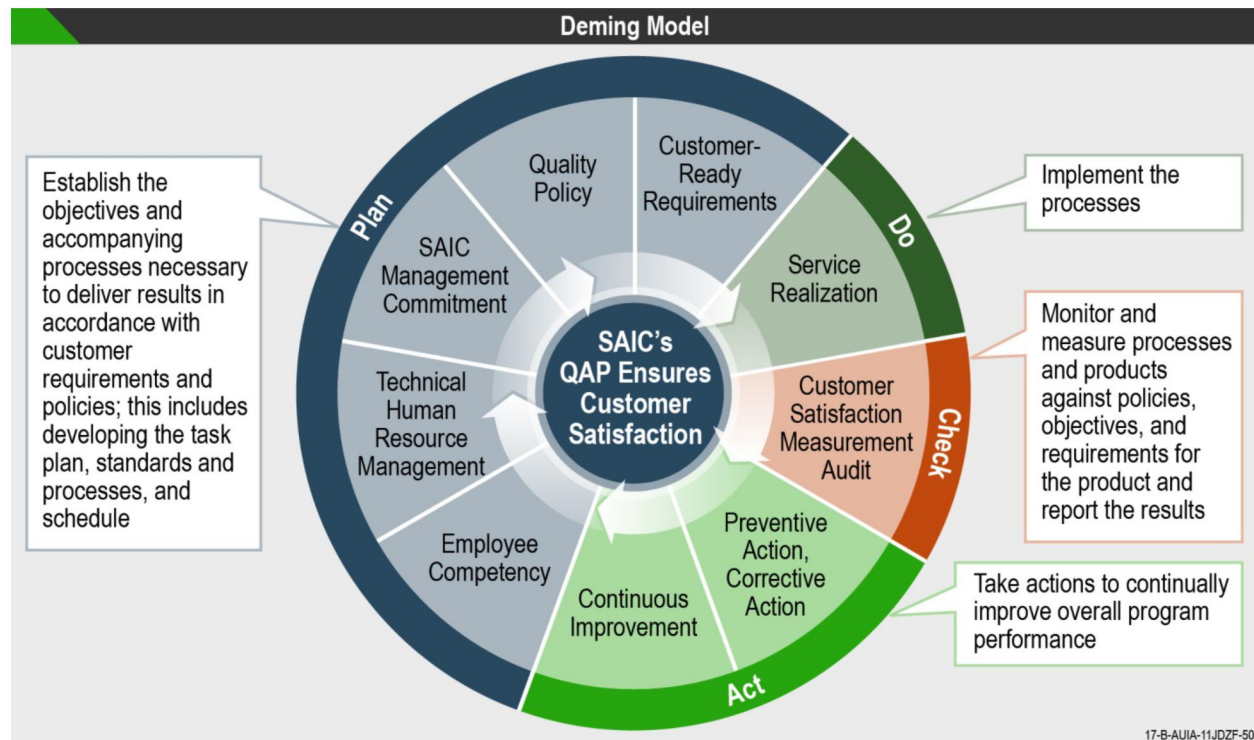 Deming Model
Establish the
objectives and
accompanying
processes necessary
to deliver results in
accordance with
customer
requirements and
policies; this includes
developing the task
plan, standards and
processes, and
schedule
Plan
Employee
Competency
Technical
Human
Resource
Management
SAIC
Management
Commitment
Quality
Policy
Customer-
Ready
Requirements
Do
Service
Realization
Implement the
processes
Check
Customer
Satisfaction
Measurement
Audit
Monitor and
measure processes
and products
against policies,
objectives, and
requirements for
the product and
report the results
Act
Preventive
Action,
Corrective
Action
Continuous
Improvement
Take actions to continually
improve overall program
performance
SAIC’s
QAP Ensures
Customer
Satisfaction
17-B-AUIA-11JDZF-50